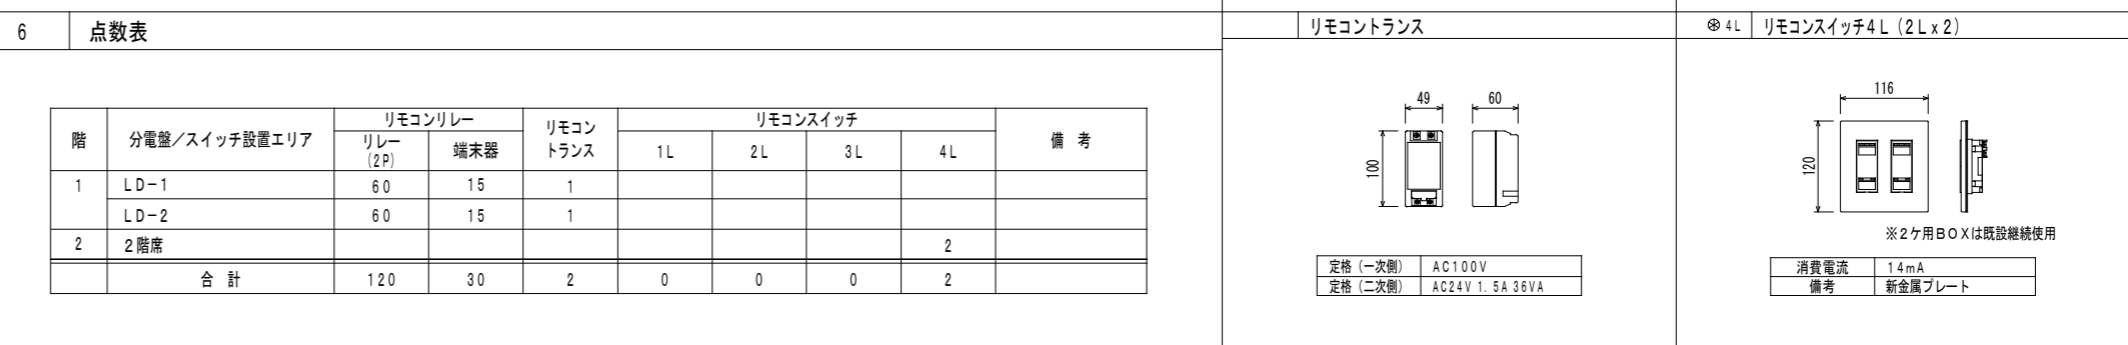 6 点数表
階 分電盤／スイッチ設置エリア リモコンリレー リモコントランス リモコンスイッチ 備 考
リレー(2P) 端末器 1L 2L 3L 4L
1 LD-1 60 15 1
LD-2 60 15 1
2 2階席 2
合 計 120 30 2 0 0 0 2
リモコントランス
49 60
100
定格（一次側） AC100V
定格（二次側） AC24V 1.5A 36VA
4L リモコンスイッチ4L（2Lx2）
116
120
※2ケ用BOXは既設継続使用
消費電流 14mA
備考 新金属プレート